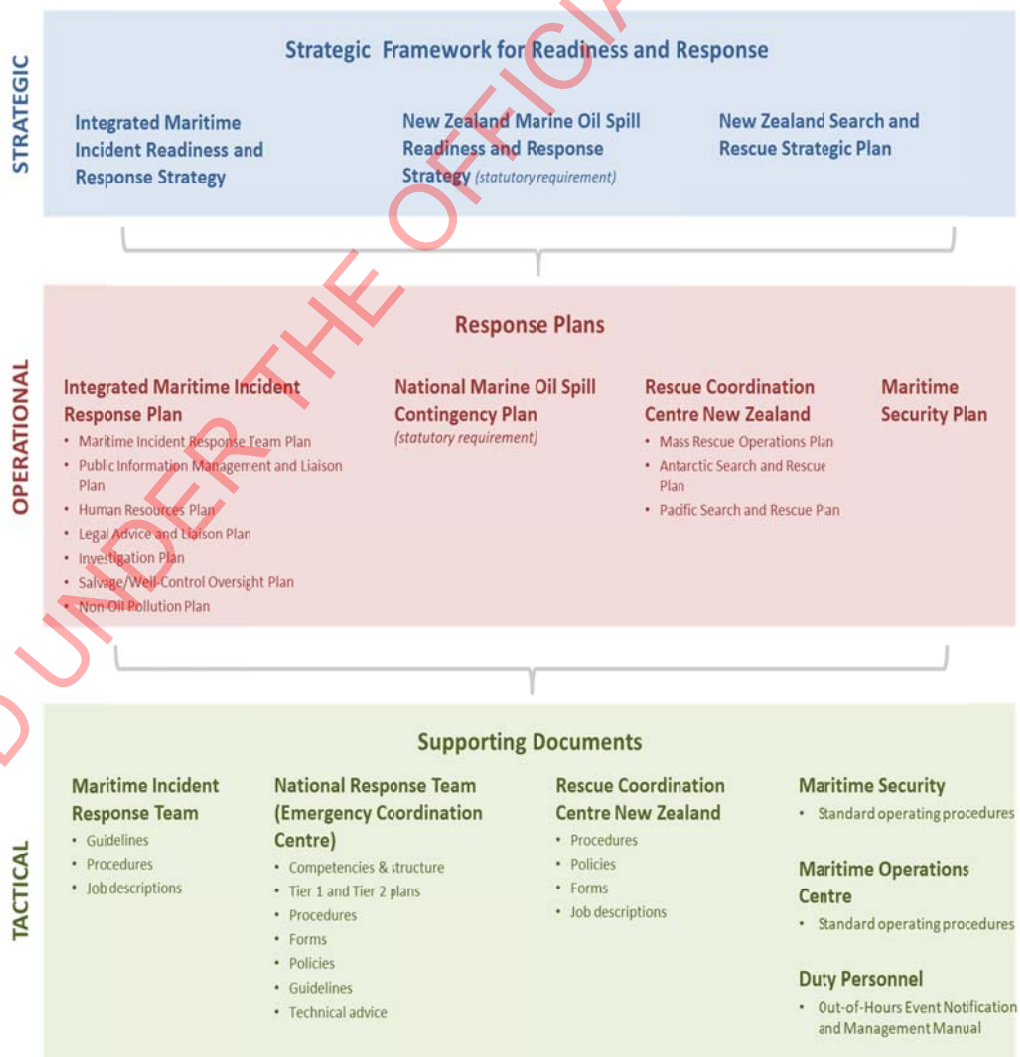 STRATEGIC
Strategic Framework for Readiness and Response
Integrated Maritime
Incident Readiness and
Response Strategy
New Zealand Marine Oil Spill
Readiness and Response
Strategy (statutory requirement)
New Zealand Search and
Rescue Strategic Plan
OPERATIONAL
Response Plans
Integrated Maritime Incident
Response Plan
• Maritime Incident Response Team Plan
• Public Information Management and Liaison
Plan
• Human Resources Plan
• Legal Advice and Liaison Plan
• Investigation Plan
• Salvage/Well-Control Oversight Plan
• Non Oil Pollution Plan
National Marine Oil Spill
Contingency Plan
(statutory requirement)
Rescue Coordination
Centre New Zealand
• Mass Rescue Operations Plan
• Antarctic Search and Rescue
Plan
• Pacific Search and Rescue Pan
Maritime
Security Plan
TACTICAL
Supporting Documents
Maritime Incident
Response Team
• Guidelines
• Procedures
• Job descriptions
National Response Team
(Emergency Coordination
Centre)
• Competencies & structure
• Tier 1 and Tier 2 plans
• Procedures
• Forms
• Policies
• Guidelines
• Technical advice
Rescue Coordination
Centre New Zealand
• Procedures
• Policies
• Forms
• Job descriptions
Maritime Security
• Standard operating procedures
Maritime Operations
Centre
• Standard operating procedures
Duty Personnel
• Out-of-Hours Event Notification
and Management Manual
D UNDER THE OFFICIA